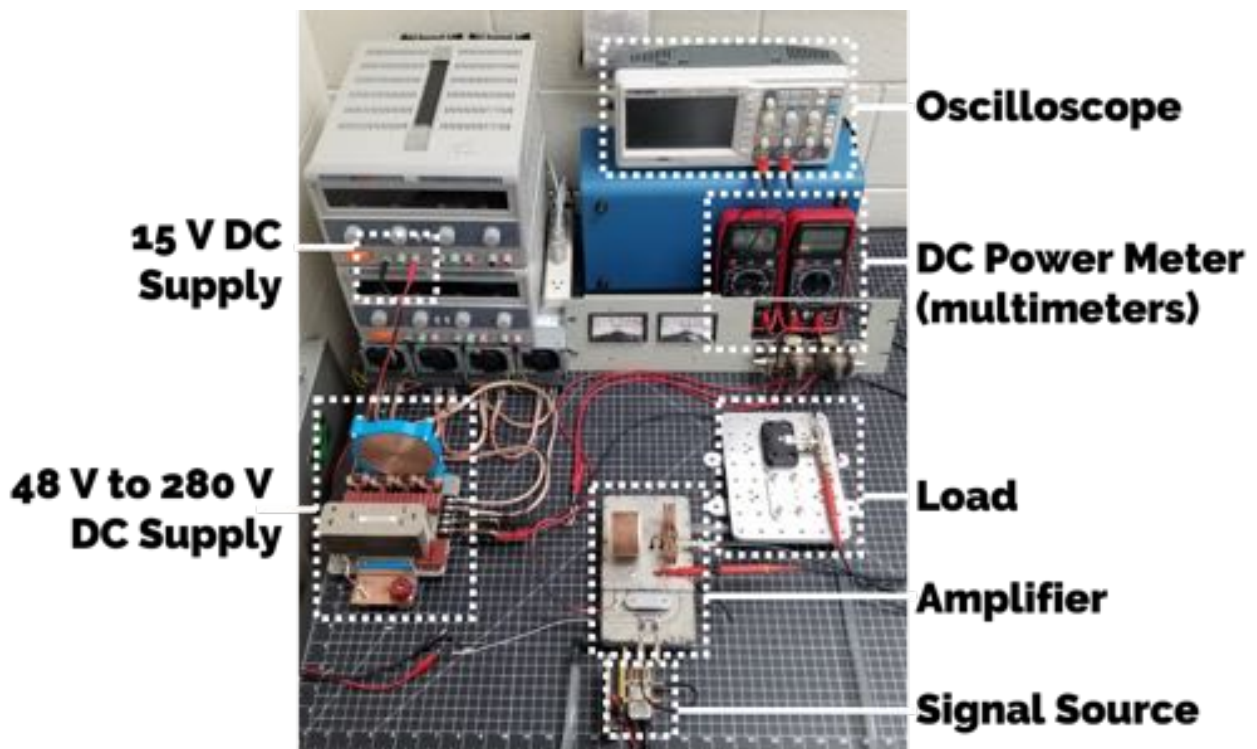 Oscilloscope
15 V DC
Supply
DC Power Meter
(multimeters)
48 V to 280 V
DC Supply
Load
Amplifier
Signal Source